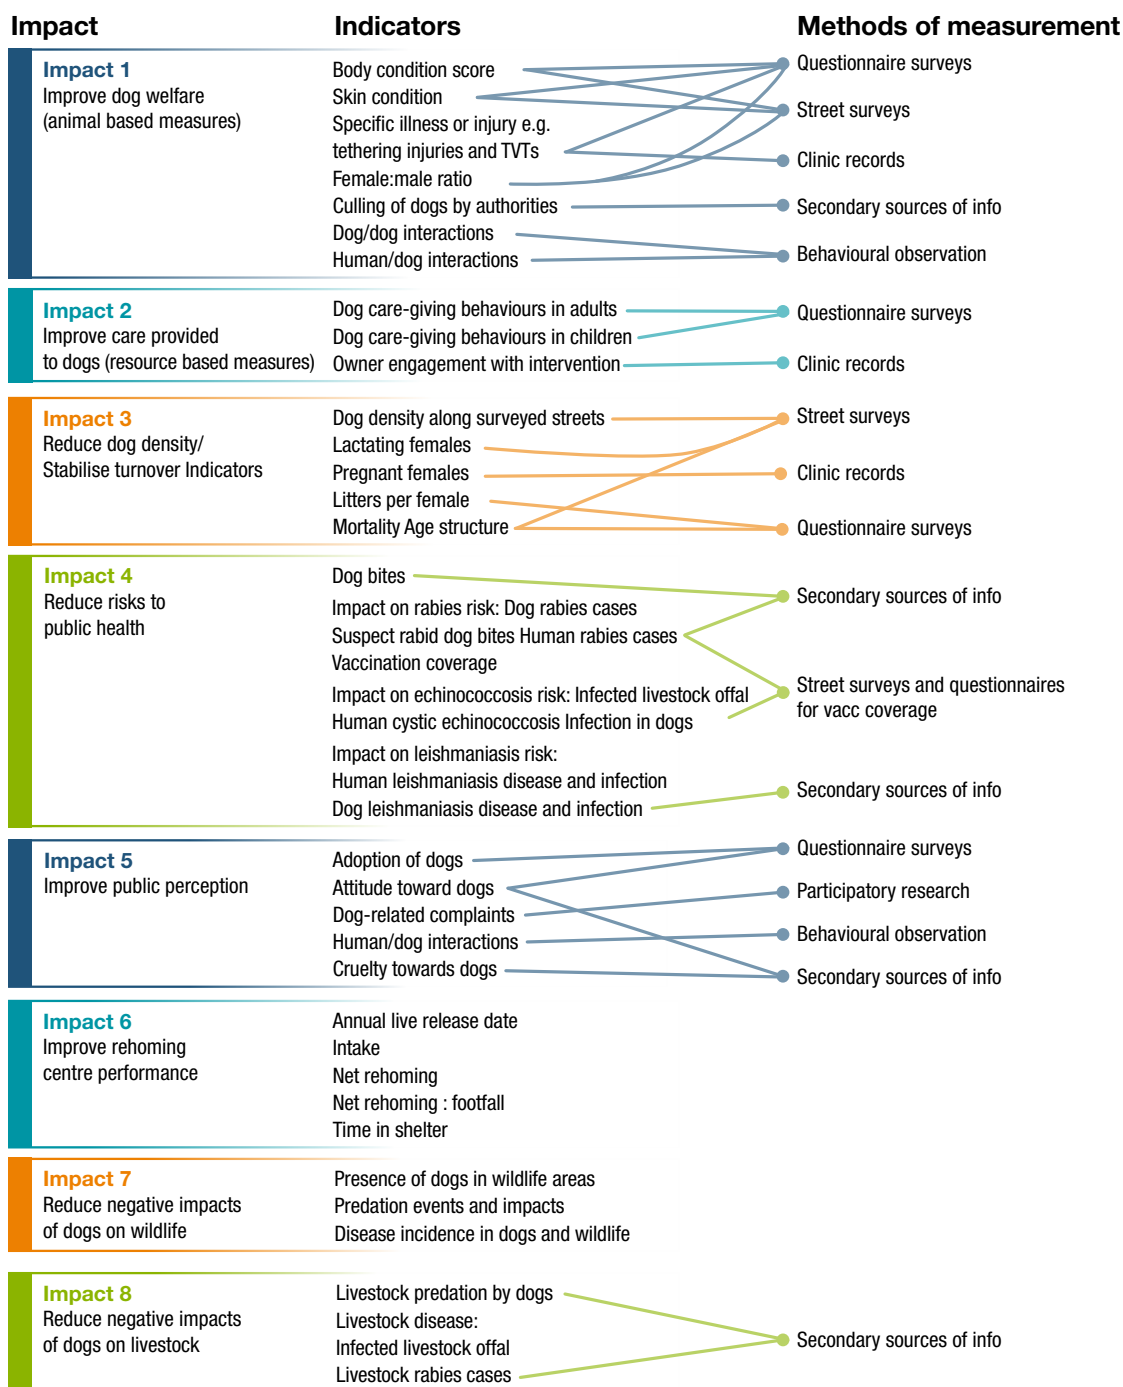 Impact
Indicators
Methods of measurement
Impact 1
Improve dog welfare
(animal based measures)
Body condition score
Skin condition
Specific illness or injury e.g.
tethering injuries and TVTs
Female:male ratio
Culling of dogs by authorities
Dog/dog interactions
Human/dog interactions
Questionnaire surveys
Street surveys
Clinic records
Secondary sources of info
Behavioural observation
Impact 2
Improve care provided
to dogs (resource based measures)
Dog care-giving behaviours in adults
Dog care-giving behaviours in children
Owner engagement with intervention
Questionnaire surveys
Clinic records
Impact 3
Reduce dog density/
Stabilise turnover Indicators
Dog density along surveyed streets
Lactating females
Pregnant females
Litters per female
Mortality Age structure
Street surveys
Clinic records
Questionnaire surveys
Impact 4
Reduce risks to
public health
Dog bites
Impact on rabies risk: Dog rabies cases
Suspect rabid dog bites Human rabies cases
Vaccination coverage
Impact on echinococcosis risk: Infected livestock offal
Human cystic echinococcosis Infection in dogs
Impact on leishmaniasis risk:
Human leishmaniasis disease and infection
Dog leishmaniasis disease and infection
Secondary sources of info
Street surveys and questionnaires
for vacc coverage
Secondary sources of info
Impact 5
Improve public perception
Adoption of dogs
Attitude toward dogs
Dog-related complaints
Human/dog interactions
Cruelty towards dogs
Questionnaire surveys
Participatory research
Behavioural observation
Secondary sources of info
Impact 6
Improve rehoming
centre performance
Annual live release date
Intake
Net rehoming
Net rehoming : footfall
Time in shelter
Impact 7
Reduce negative impacts
of dogs on wildlife
Presence of dogs in wildlife areas
Predation events and impacts
Disease incidence in dogs and wildlife
Impact 8
Reduce negative impacts
of dogs on livestock
Livestock predation by dogs
Livestock disease:
Infected livestock offal
Livestock rabies cases
Secondary sources of info